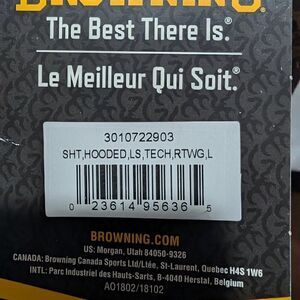 BROWNING®
The Best There Is.®
Le Meilleur Qui Soit.®
3010722903
SHT,HOODED,LS,TECH,RTWG,L
0 23614 95636 5
BROWNING.COM
US: Morgan, Utah 84050-9326
CANADA: Browning Canada Sports Ltd/Ltée, St-Laurent, Quebec H4S 1W6
INTL: Parc Industriel des Hauts-Sarts, B-4040 Herstal, Belgium
AO1802/18102